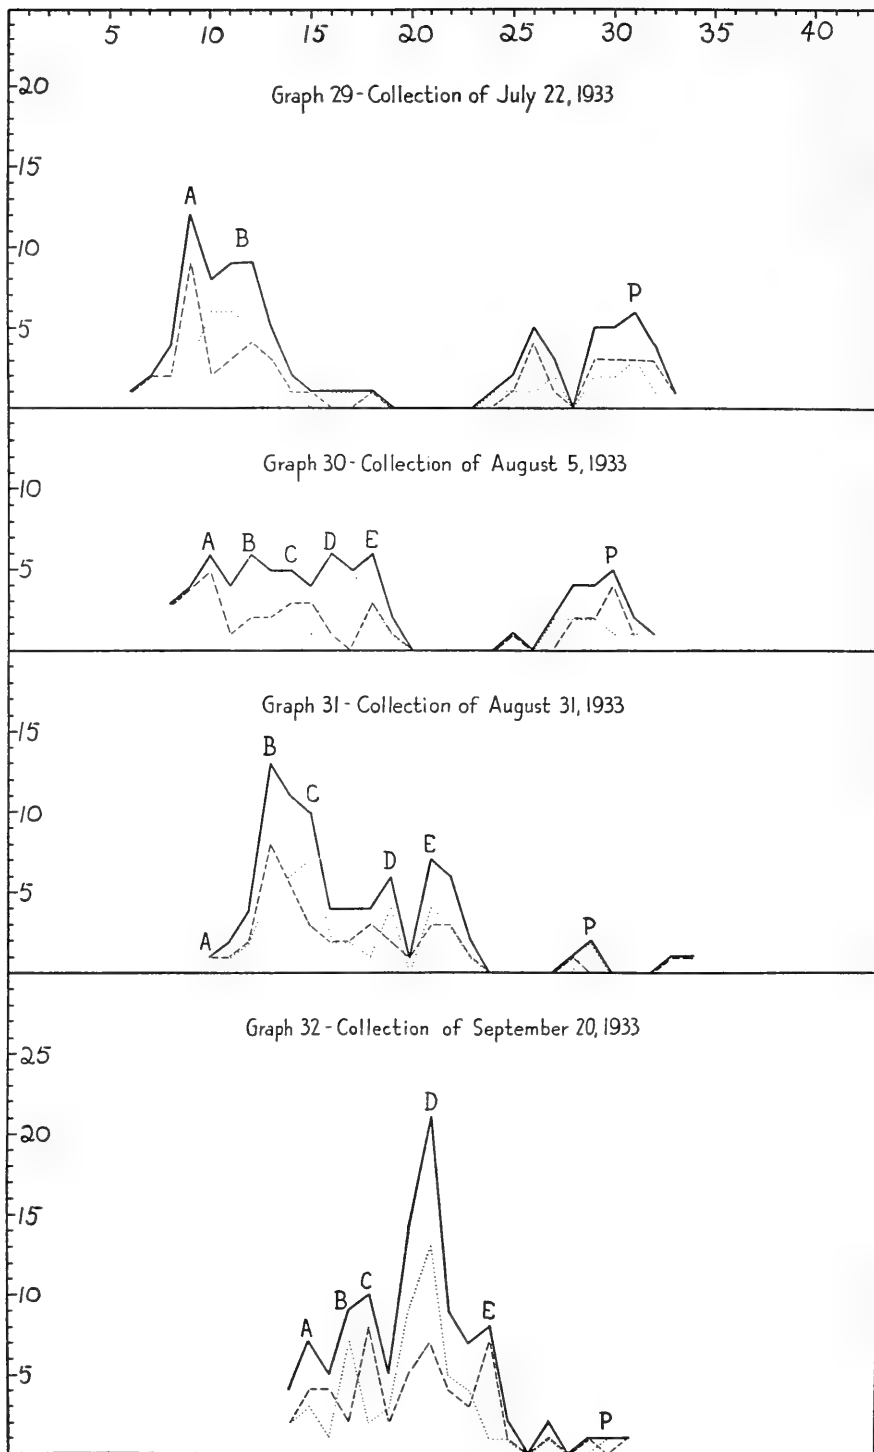 5 10 15 20 25 30 35 40
20
Graph 29-Collection of July 22, 1933
15
A
10
B
5
P
Graph 30-Collection of August 5, 1933
10
A B C D E P
5
Graph 31-Collection of August 31, 1933
15
B
C
10
D E
5
A P
Graph 32-Collection of September 20, 1933
25
D
20
15
10
B C
A E
5
P